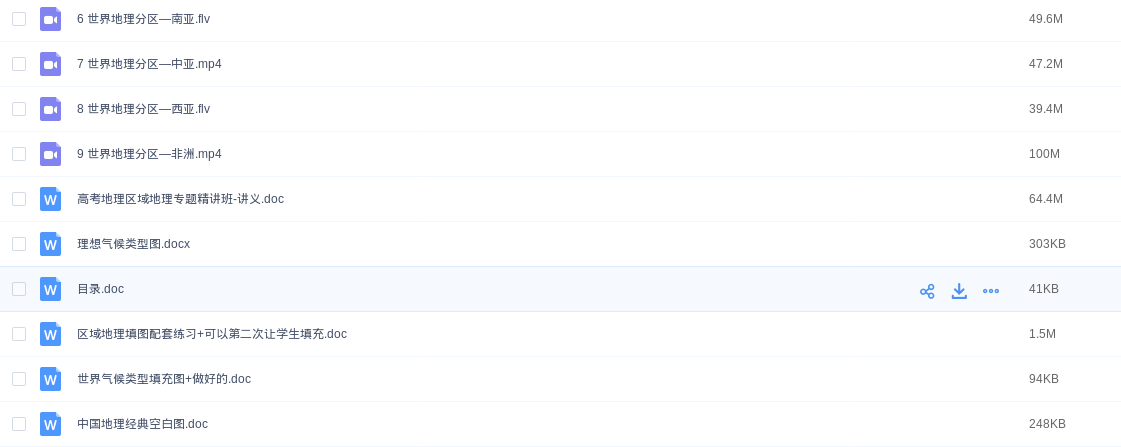 6 世界地理分区—南亚.flv 49.6M
7 世界地理分区—中亚.mp4 47.2M
8 世界地理分区—西亚.flv 39.4M
9 世界地理分区—非洲.mp4 100M
W 高考地理区域地理专题精讲班-讲义.doc 64.4M
W 理想气候类型图.docx 303KB
W 目录.doc 41KB
W 区域地理填图配套练习+可以第二次让学生填充.doc 1.5M
W 世界气候类型填充图+做好的.doc 94KB
W 中国地理经典空白图.doc 248KB